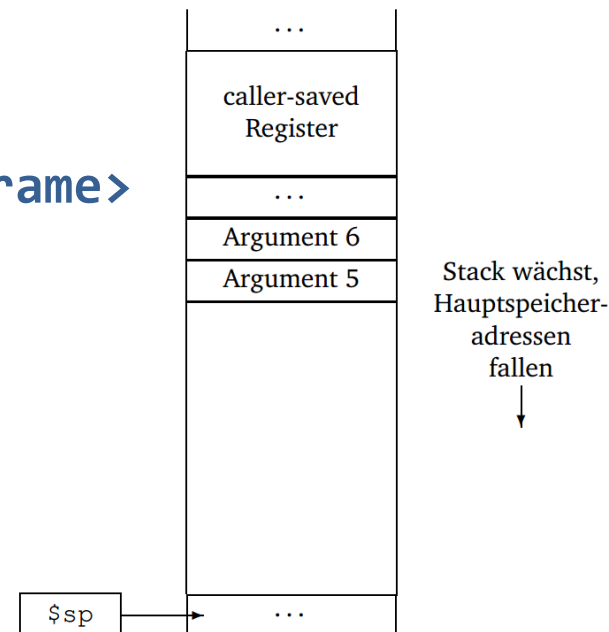 ...
caller-saved
Register
rame>
...
Argument 6
Argument 5
Stack wächst,
Hauptspeicher-
adressen
fallen
$sp
...